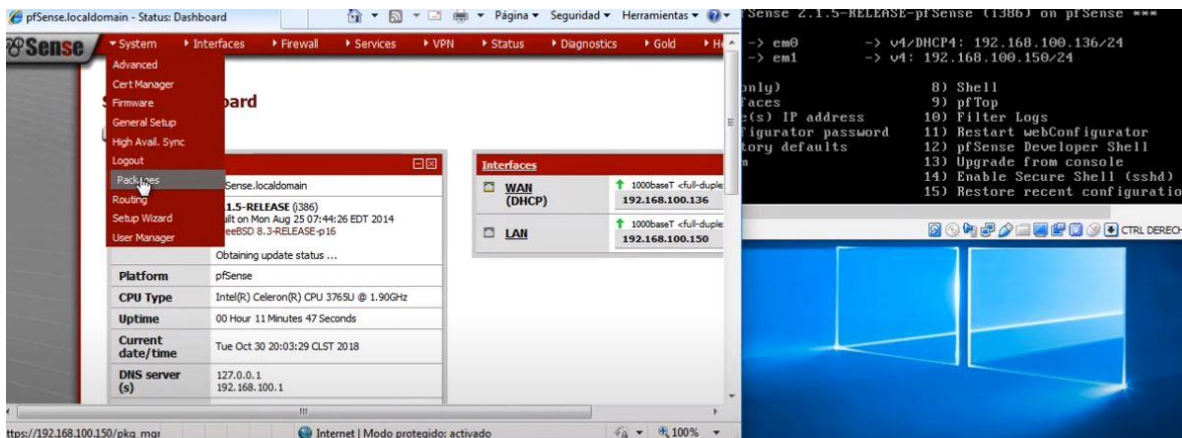 pfSense.localdomain - Status: Dashboard
Página Seguridad Herramientas
Sense
System Interfaces Firewall Services VPN Status Diagnostics Gold
Advanced
Cert Manager
Firmware
General Setup
High Avail. Sync
Logout
Packages
Routing
Setup Wizard
User Manager
pfSense.localdomain
.1.5-RELEASE (i386)
on Mon Aug 25 07:44:26 EDT 2014
8.3-RELEASE-p16
Obtaining update status ...
Platform pfSense
CPU Type Intel(R) Celeron(R) CPU 3765U @ 1.90GHz
Uptime 00 Hour 11 Minutes 47 Seconds
Current date/time Tue Oct 30 20:03:29 CLST 2018
DNS server (s) 127.0.0.1
192.168.100.1
Interfaces
WAN (DHCP) 1000baseT <full-duple
192.168.100.136
LAN 1000baseT <full-duple
192.168.100.150
ttps://192.168.100.150/pkg_mgr Internet | Modo protegido: activado 100%
Sense 2.1.5-RELEASE-pfSense (i386) on pfSense ***
-> em0 -> v4/DHCP4: 192.168.100.136/24
-> em1 -> v4: 192.168.100.150/24
only) 8) Shell
faces 9) pfTop
e(s) IP address 10) Filter Logs
figurator password 11) Restart webConfigurator
tory defaults 12) pfSense Developer Shell
13) Upgrade from console
14) Enable Secure Shell (sshd)
15) Restore recent configuratio
CTRL DERECH